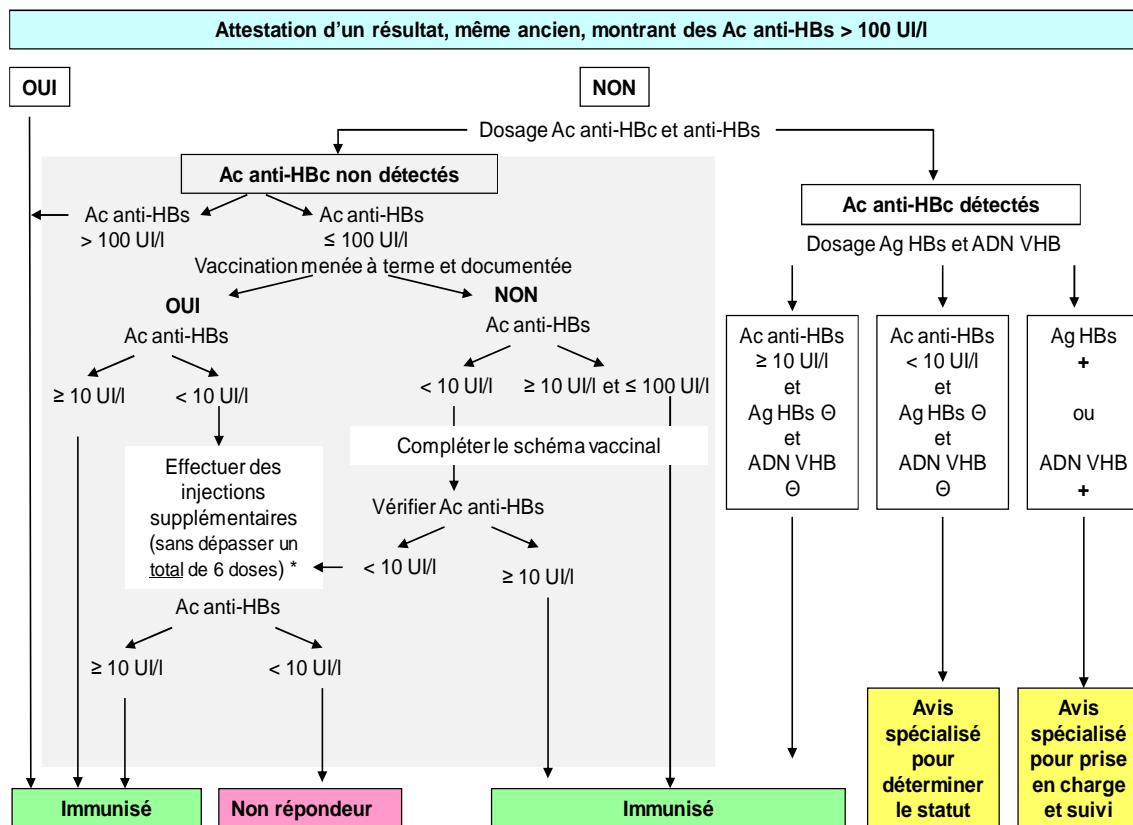 Attestation d'un résultat, même ancien, montrant des Ac anti-HBs > 100 UI/l
OUI
NON
Dosage Ac anti-HBc et anti-HBs
Ac anti-HBc non détectés
Ac anti-HBs
> 100 UI/l
Ac anti-HBs
≤ 100 UI/l
Vaccination menée à terme et documentée
OUI
Ac anti-HBs
≥ 10 UI/l
< 10 UI/l
NON
Ac anti-HBs
< 10 UI/l
≥ 10 UI/l et ≤ 100 UI/l
Effectuer des
injections
supplémentaires
(sans dépasser un
total de 6 doses) *
Compléter le schéma vaccinal
Vérifier Ac anti-HBs
< 10 UI/l
≥ 10 UI/l
Ac anti-HBs
≥ 10 UI/l
< 10 UI/l
Ac anti-HBc détectés
Dosage Ag HBs et ADN VHB
Ac anti-HBs
≥ 10 UI/l
et
Ag HBs Θ
et
ADN VHB
Θ
Ac anti-HBs
< 10 UI/l
et
Ag HBs Θ
et
ADN VHB
Θ
Ag HBs
+
ou
ADN VHB
+
Immunisé
Non répondeur
Immunisé
Avis
spécialisé
pour
déterminer
le statut
Avis
spécialisé
pour prise
en charge
et suivi